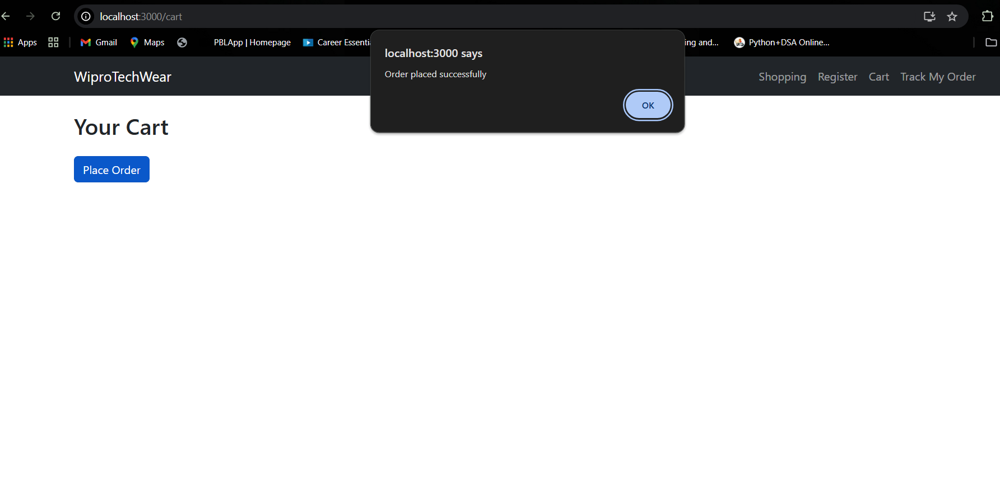 localhost:3000/cart
Apps Gmail Maps PBLApp | Homepage Career Essentia ing and... Python+DSA Online...
localhost:3000 says
Order placed successfully
OK
WiproTechWear Shopping Register Cart Track My Order
Your Cart
Place Order